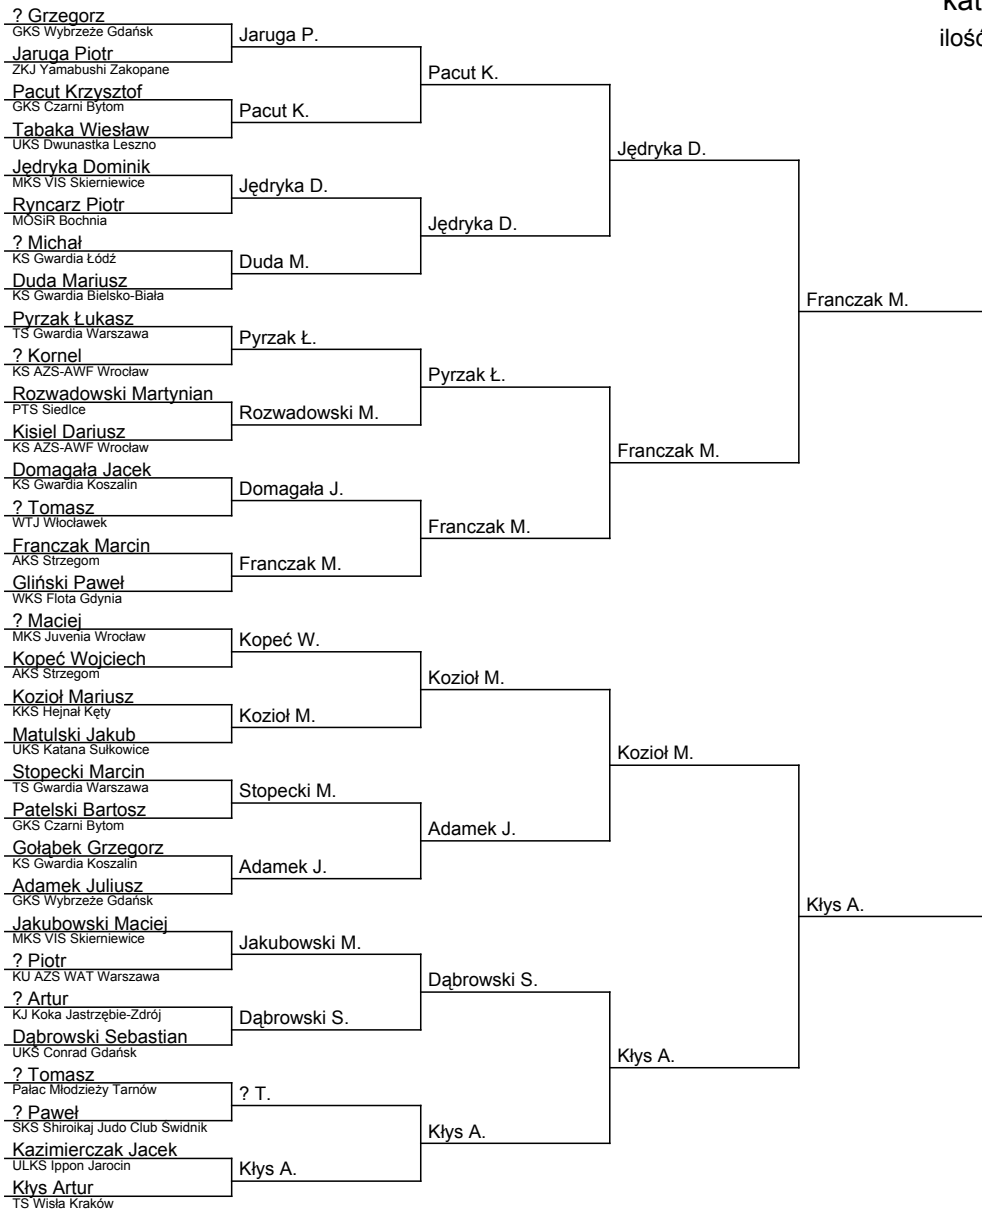 kat
ilość
? Grzegorz
GKS Wybrzeże Gdańsk
Jaruga Piotr
ZKJ Yamabushi Zakopane
Pacut Krzysztof
GKS Czarni Bytom
Tabaka Wiesław
UKS Dwunastka Leszno
Jędryka Dominik
MKS VIS Skierniewice
Ryncarz Piotr
MOSiR Bochnia
? Michał
KS Gwardia Łódź
Duda Mariusz
KS Gwardia Bielsko-Biała
Pyrzak Łukasz
TS Gwardia Warszawa
? Kornel
KS AZS-AWF Wrocław
Rozwadowski Martynian
PTS Siedlce
Kisiel Dariusz
KS AZS-AWF Wrocław
Domagała Jacek
KS Gwardia Koszalin
? Tomasz
WTJ Włocławek
Franczak Marcin
AKS Strzegom
Gliński Paweł
WKS Flota Gdynia
? Maciej
MKS Juvenia Wrocław
Kopeć Wojciech
AKS Strzegom
Kozioł Mariusz
KKS Hejnał Kęty
Matulski Jakub
UKS Katana Sułkowice
Stopecki Marcin
TS Gwardia Warszawa
Patelski Bartosz
GKS Czarni Bytom
Gołąbek Grzegorz
KS Gwardia Koszalin
Adamek Juliusz
GKS Wybrzeże Gdańsk
Jakubowski Maciej
MKS VIS Skierniewice
? Piotr
KU AZS WAT Warszawa
? Artur
KJ Koka Jastrzębie-Zdrój
Dąbrowski Sebastian
UKS Conrad Gdańsk
? Tomasz
Pałac Młodzieży Tarnów
? Paweł
SKS Shiroikaj Judo Club Świdnik
Kazimierczak Jacek
ULKS Ippon Jarocin
Kłys Artur
TS Wisła Kraków
Jaruga P.
Pacut K.
Jędryka D.
Duda M.
Pyrzak Ł.
Rozwadowski M.
Domagała J.
Franczak M.
Kopeć W.
Kozioł M.
Stopecki M.
Adamek J.
Jakubowski M.
Dąbrowski S.
? T.
Kłys A.
Pacut K.
Jędryka D.
Pyrzak Ł.
Franczak M.
Kozioł M.
Adamek J.
Dąbrowski S.
Kłys A.
Jędryka D.
Franczak M.
Kozioł M.
Kłys A.
Franczak M.
Kłys A.